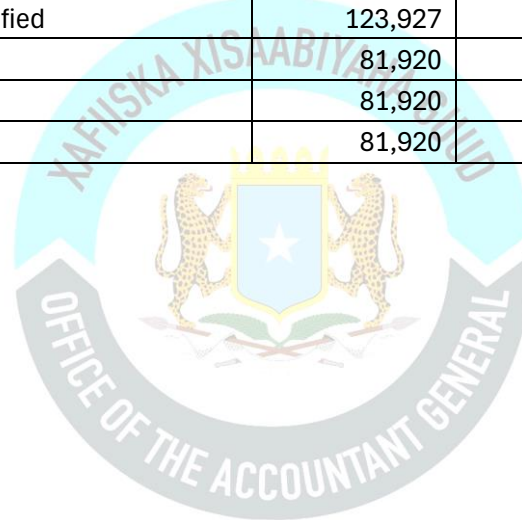 fied 123,927
81,920
81,920
81,920
XAFIISKA XISAABIYAHA GUUD
OFFICE OF THE ACCOUNTANT GENERAL